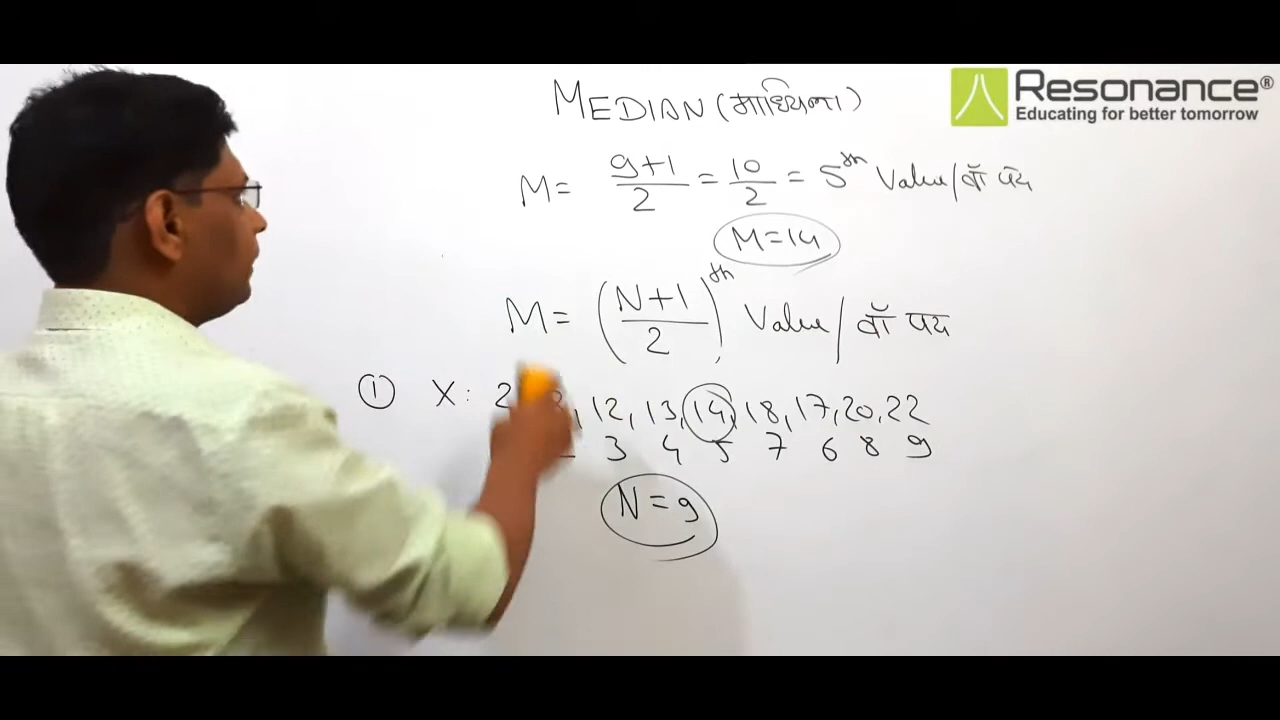 Resonance®
Educating for better tomorrow
MEDIAN (माध्यिका)
M = 9+1/2 = 10/2 = 5th Value/वाँ पद
M=14
M = (N+1/2)th Value/वाँ पद
① X: 2, 12, 13, 14, 18, 17, 20, 22
3 4 5 7 6 8 9
N=9